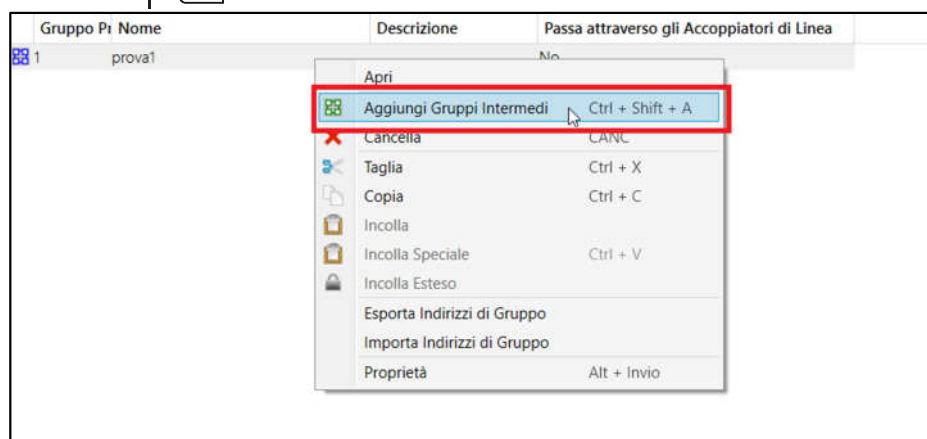 Gruppo Pr Nome Descrizione Passa attraverso gli Accoppiatori di Linea
1 prova1 No
Apri
Aggiungi Gruppi Intermedi Ctrl + Shift + A
Cancella CANC
Taglia Ctrl + X
Copia Ctrl + C
Incolla
Incolla Speciale Ctrl + V
Incolla Esteso
Esporta Indirizzi di Gruppo
Importa Indirizzi di Gruppo
Proprietà Alt + Invio